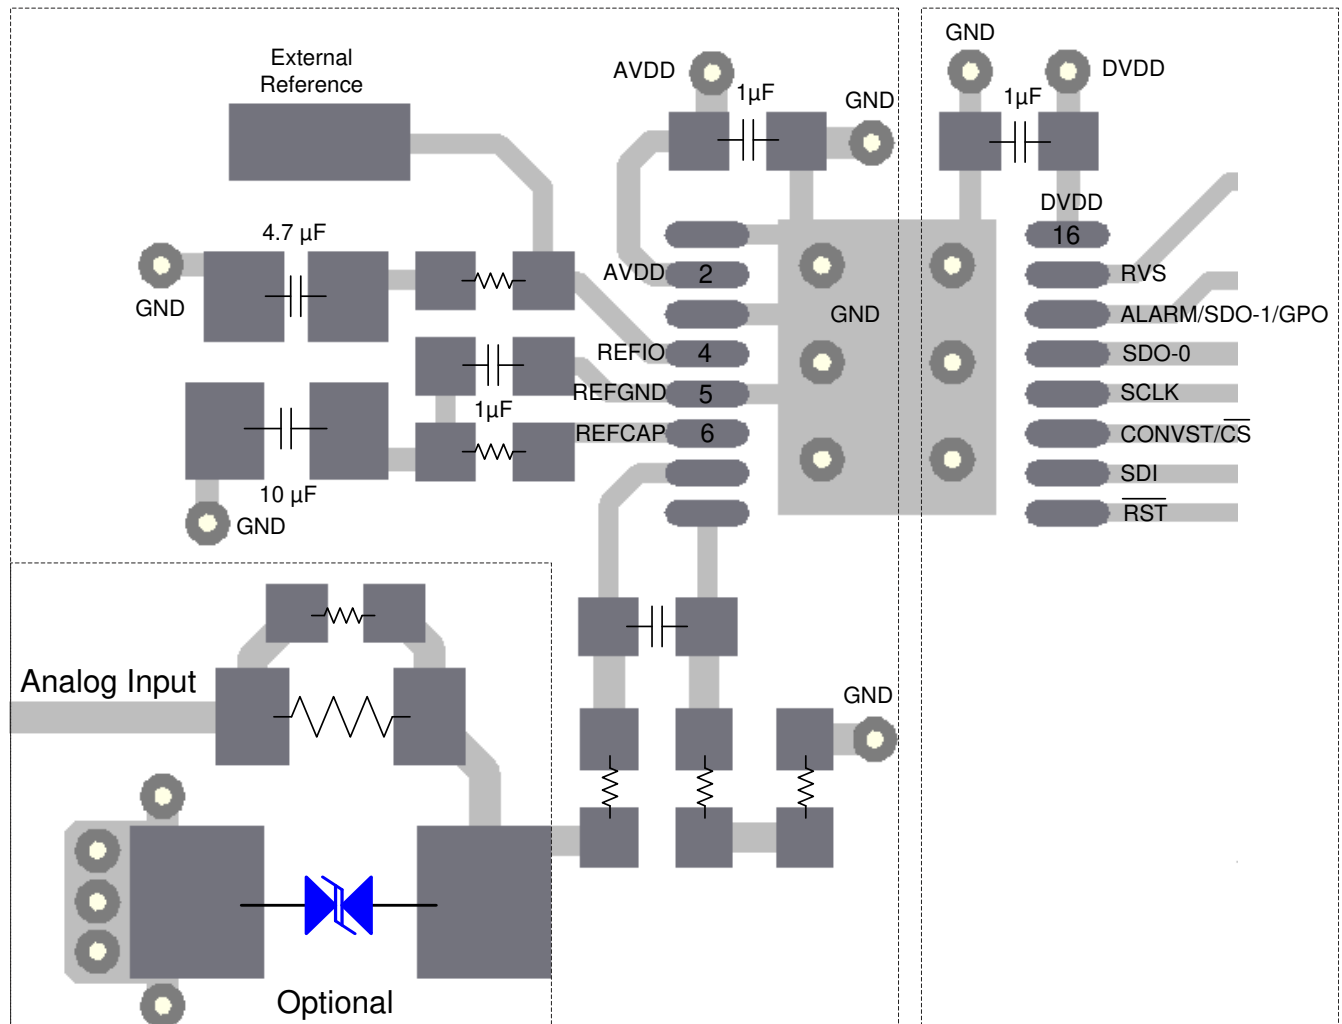 GND
External
Reference
AVDD
DVDD
1µF
GND
1µF
DVDD
4.7 µF
16
AVDD
2
RVS
GND
GND
ALARM/SDO-1/GPO
REFIO
4
SDO-0
REFGND
5
SCLK
1µF
REFCAP
6
CONVST/CS
SDI
10 µF
RST
GND
Analog Input
GND
Optional